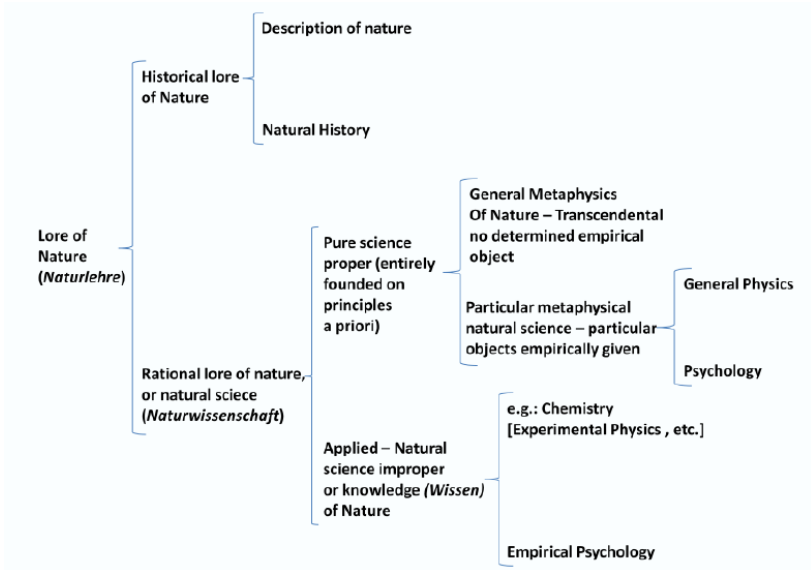 Description of nature
Historical lore
of Nature
Natural History
Lore of
Nature
(Naturlehre)
Rational lore of nature,
or natural sciece
(Naturwissenschaft)
Pure science
proper (entirely
founded on
principles
a priori)
General Metaphysics
Of Nature – Transcendental
no determined empirical
object
Particular metaphysical
natural science – particular
objects empirically given
General Physics
Psychology
Applied – Natural
science improper
or knowledge (Wissen)
of Nature
e.g.: Chemistry
[Experimental Physics , etc.]
Empirical Psychology